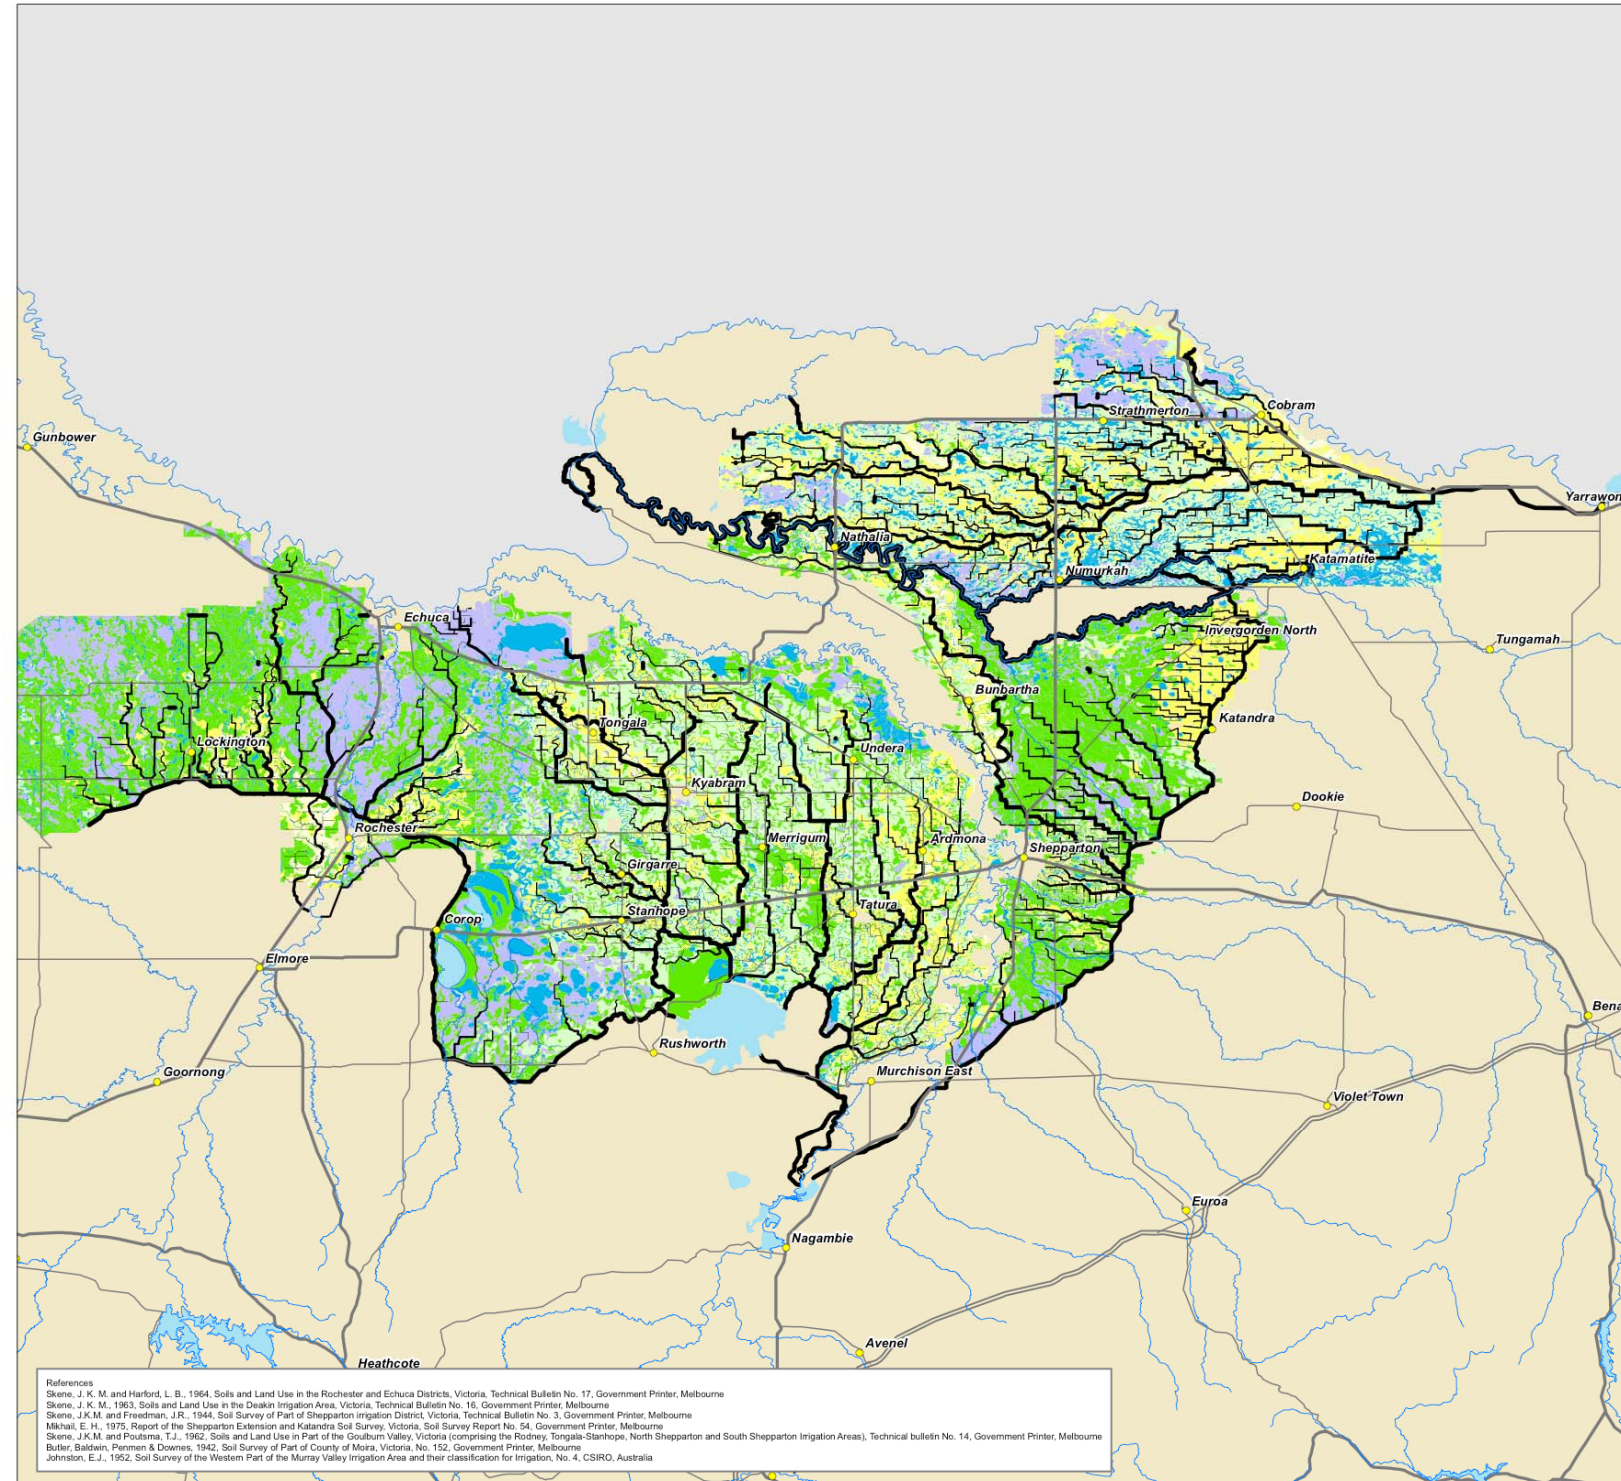 Cobram
Strathmerton
Gunbower
Yarrawon
Nathalia
Katamatite
Numurkah
Echuca
Invergorden North
Tungamah
Bunbartha
Katandra
Tongala
Lockington
Undera
Kyabram
Dookie
Rochester
Merrigum
Ardmona
Shepparton
Girgarre
Stanhope
Tatura
Corop
Elmore
Bena
Rushworth
Goornong
Murchison East
Violet Town
Euroa
Nagambie
Avenel
Heathcote
References
Skene, J. K. M. and Harford, L. B., 1964, Soils and Land Use in the Rochester and Echuca Districts, Victoria, Technical Bulletin No. 17, Government Printer, Melbourne
Skene, J. K. M., 1963, Soils and Land Use in the Deakin Irrigation Area, Victoria, Technical Bulletin No. 16, Government Printer, Melbourne
Skene, J.K.M. and Freedman, J.R., 1944, Soil Survey of Part of Shepparton irrigation District, Victoria, Technical Bulletin No. 3, Government Printer, Melbourne
Mikhail, E. H., 1975, Report of the Shepparton Extension and Katandra Soil Survey, Victoria, Soil Survey Report No. 54, Government Printer, Melbourne
Skene, J.K.M. and Poutsma, T.J., 1962, Soils and Land Use in Part of the Goulburn Valley, Victoria (comprising the Rodney, Tongala-Stanhope, North Shepparton and South Shepparton Irrigation Areas), Technical bulletin No. 14, Government Printer, Melbourne
Butler, Baldwin, Penmen & Downes, 1942, Soil Survey of Part of County of Moira, Victoria, No. 152, Government Printer, Melbourne
Johnston, E.J., 1952, Soil Survey of the Western Part of the Murray Valley Irrigation Area and their classification for Irrigation, No. 4, CSIRO, Australia